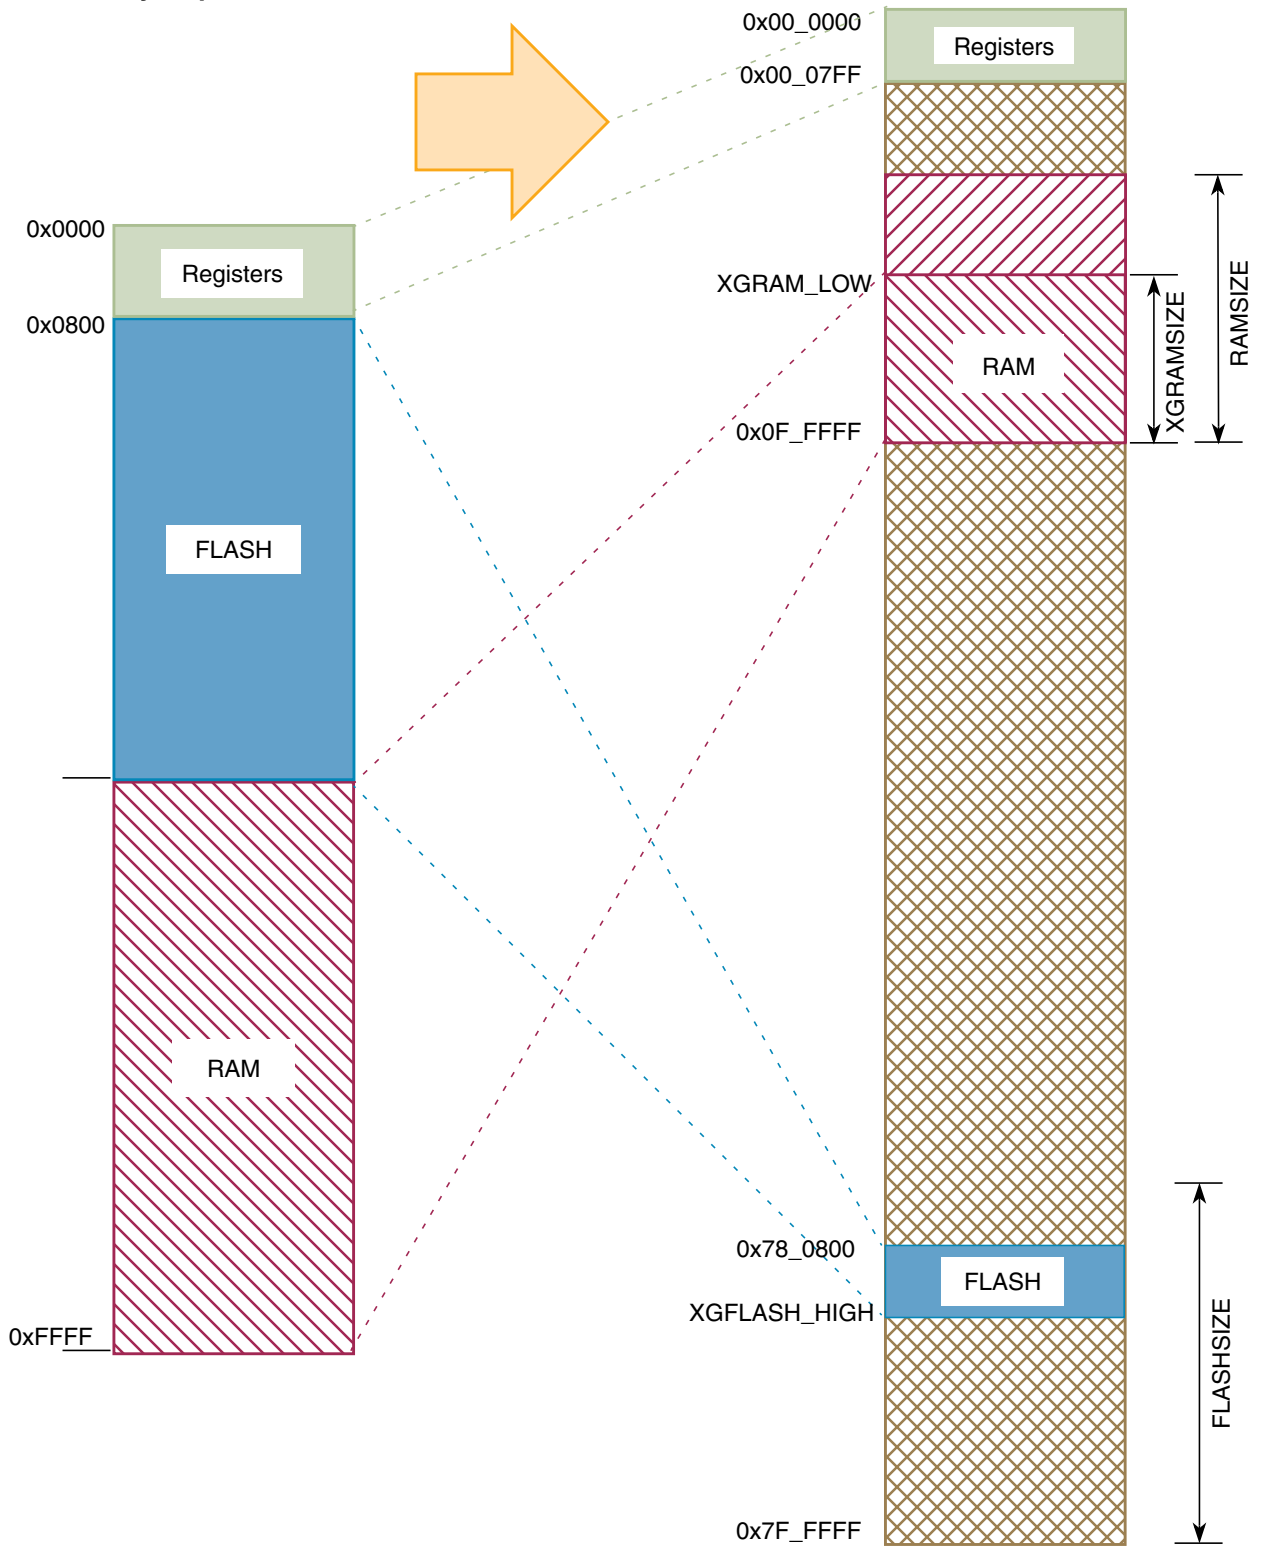 0x0000
Registers
0x0800
FLASH
RAM
0xFFFF
0x00_0000
Registers
0x00_07FF
XGRAM_LOW
RAM
0x0F_FFFF
XGRAMSIZE
RAMSIZE
0x78_0800
FLASH
XGFLASH_HIGH
FLASHSIZE
0x7F_FFFF